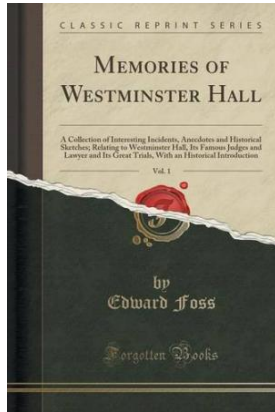 CLASSIC REPRINT SERIES
MEMORIES OF
WESTMINSTER HALL
A Collection of Interesting Incidents, Anecdotes and Historical
Sketches; Relating to Westminster Hall, Its Famous Judges and
Lawyer and Its Great Trials, With an Historical Introduction
Vol. 1
by
Edward Foss
Forgotten Books